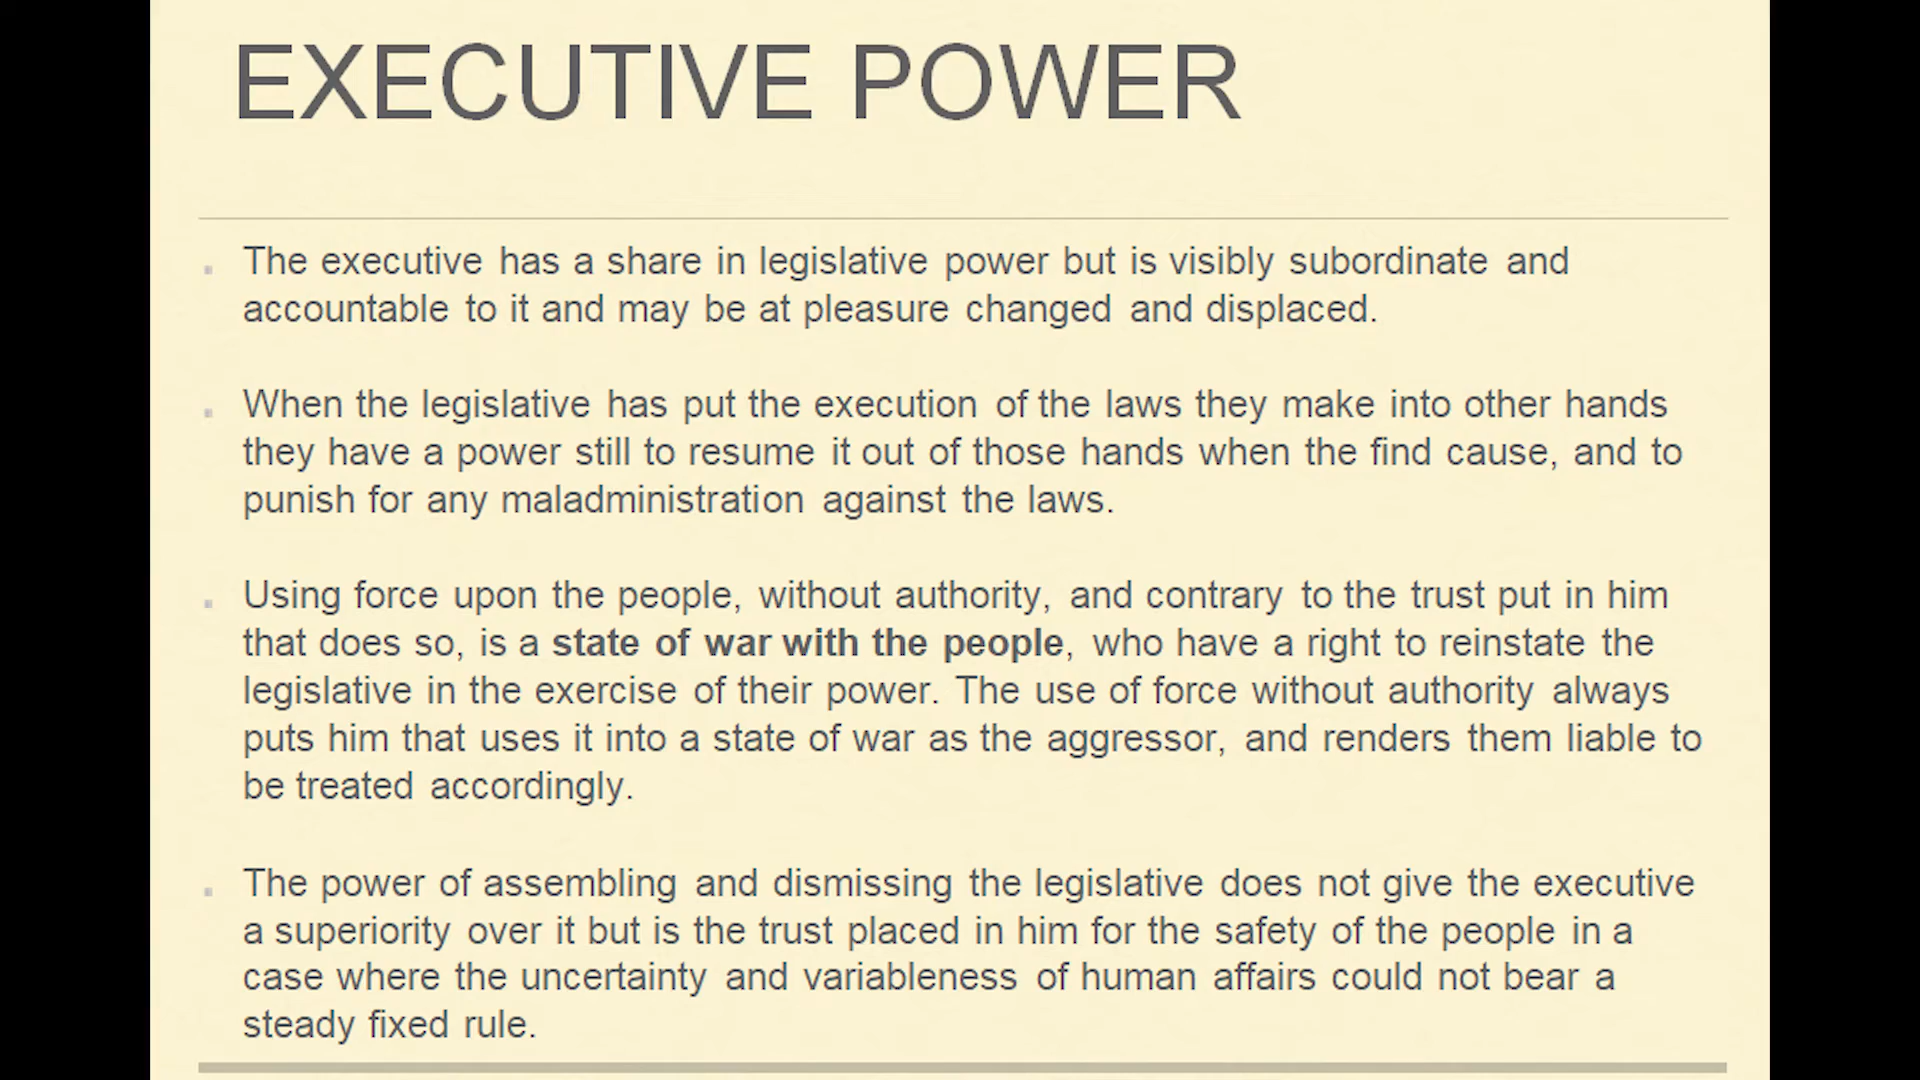 EXECUTIVE POWER
The executive has a share in legislative power but is visibly subordinate and
accountable to it and may be at pleasure changed and displaced.
When the legislative has put the execution of the laws they make into other hands
they have a power still to resume it out of those hands when the find cause, and to
punish for any maladministration against the laws.
Using force upon the people, without authority, and contrary to the trust put in him
that does so, is a state of war with the people, who have a right to reinstate the
legislative in the exercise of their power. The use of force without authority always
puts him that uses it into a state of war as the aggressor, and renders them liable to
be treated accordingly.
The power of assembling and dismissing the legislative does not give the executive
a superiority over it but is the trust placed in him for the safety of the people in a
case where the uncertainty and variableness of human affairs could not bear a
steady fixed rule.